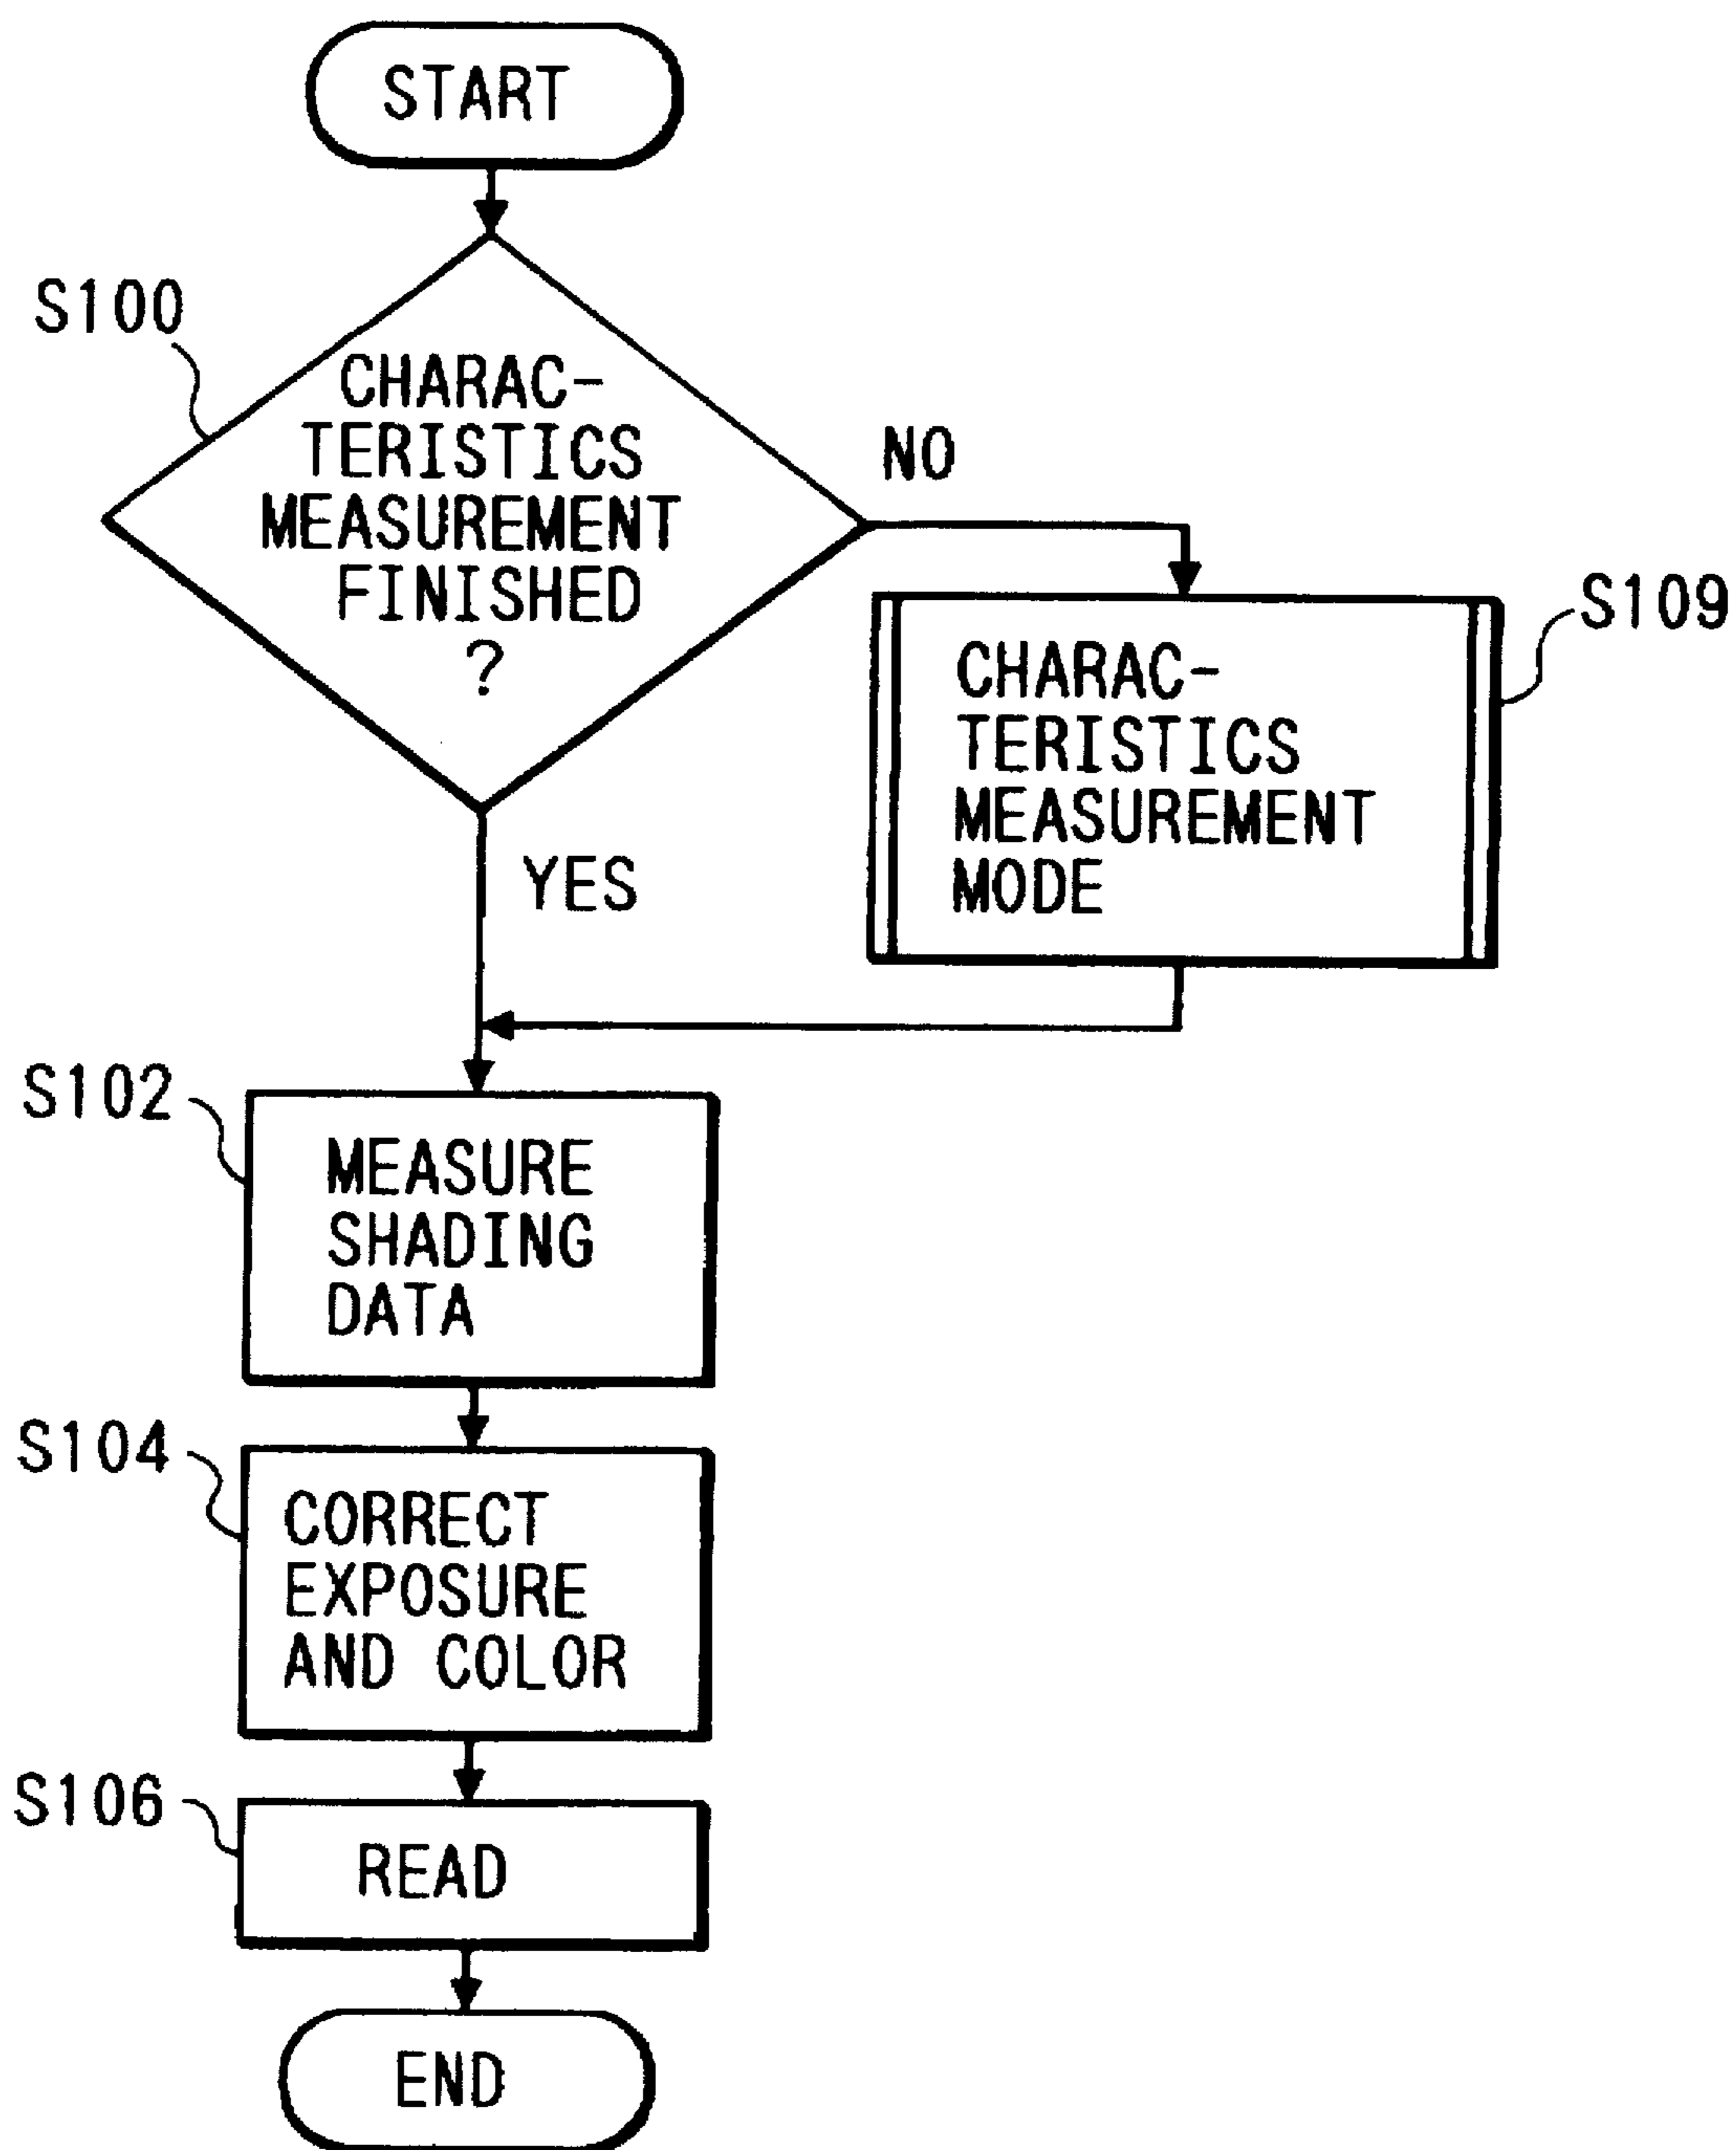 START
S100
CHARAC-
TERISTICS
MEASUREMENT
FINISHED
?
NO
YES
S109
CHARAC-
TERISTICS
MEASUREMENT
MODE
S102
MEASURE
SHADING
DATA
S104
CORRECT
EXPOSURE
AND COLOR
S106
READ
END